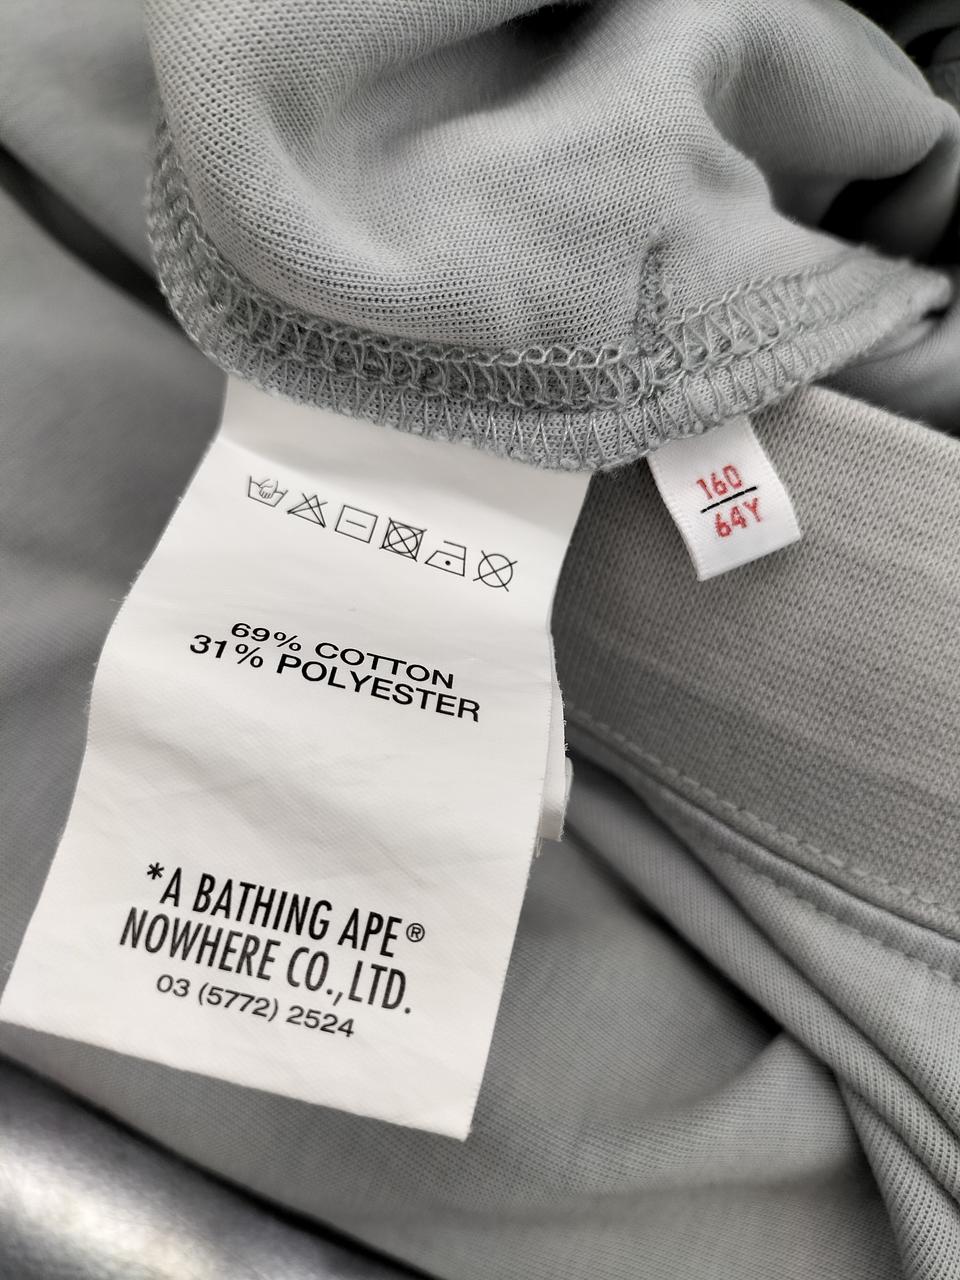 69% COTTON
31% POLYESTER
*A BATHING APE®
NOWHERE CO.,LTD.
03 (5772) 2524
160
64Y